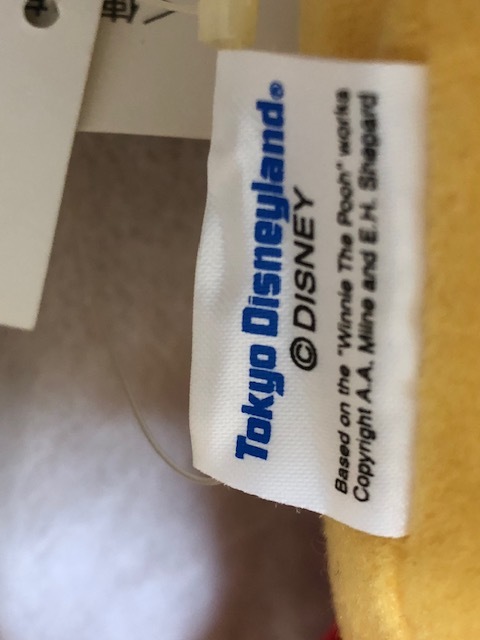 Tokyo Disneyland®
© DISNEY
Based on the "Winnie The Pooh" works
Copyright A.A. Milne and E.H. Shepard